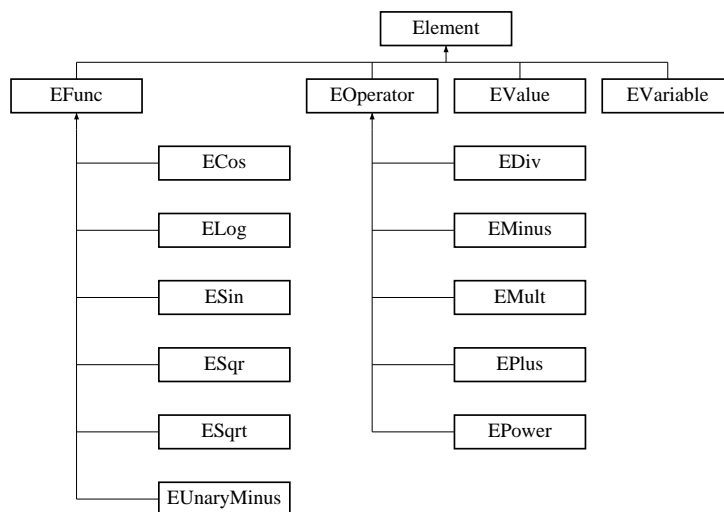 Element
EFunc EOperator EValue EVariable
ECos EDiv
ELog EMinus
ESin EMult
ESqr EPlus
ESqrt EPower
EUnaryMinus